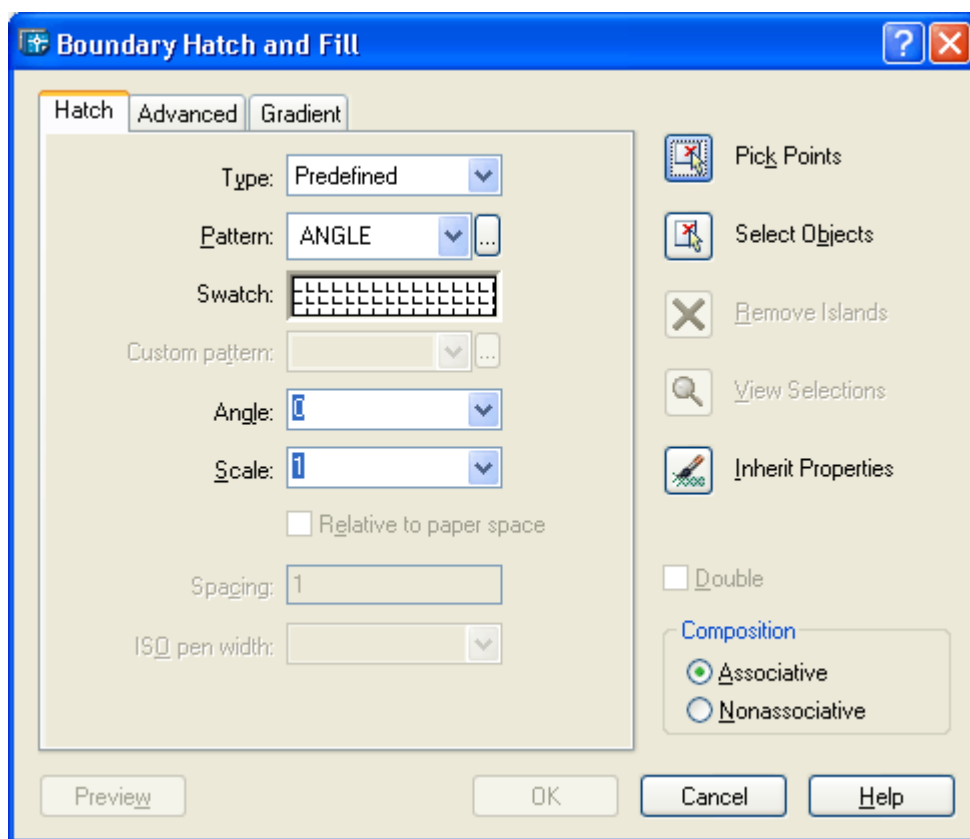 Boundary Hatch and Fill
Hatch Advanced Gradient
Type: Predefined
Pattern: ANGLE ...
Swatch:
Custom pattern: ...
Angle: 0
Scale: 1
Relative to paper space
Spacing: 1
ISO pen width:
Pick Points
Select Objects
Remove Islands
View Selections
Inherit Properties
Double
Composition
Associative
Nonassociative
Preview OK Cancel Help